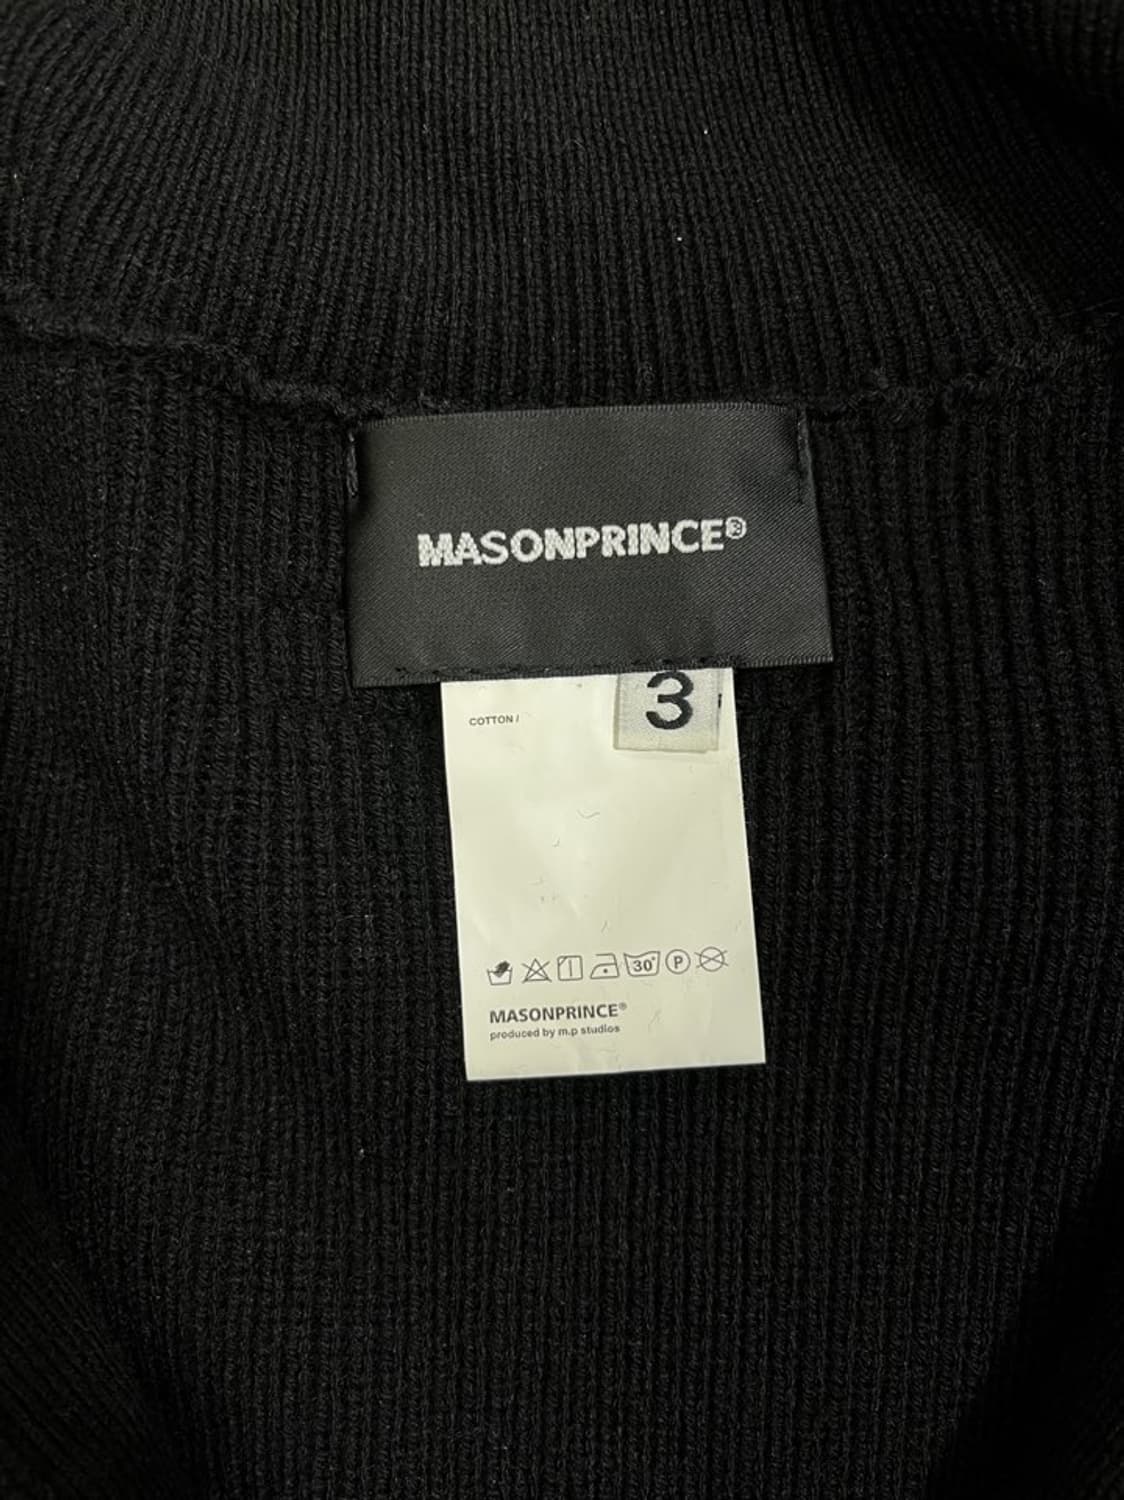 MASONPRINCE®
3
COTTON /
30°
P
MASONPRINCE®
produced by m.p studios